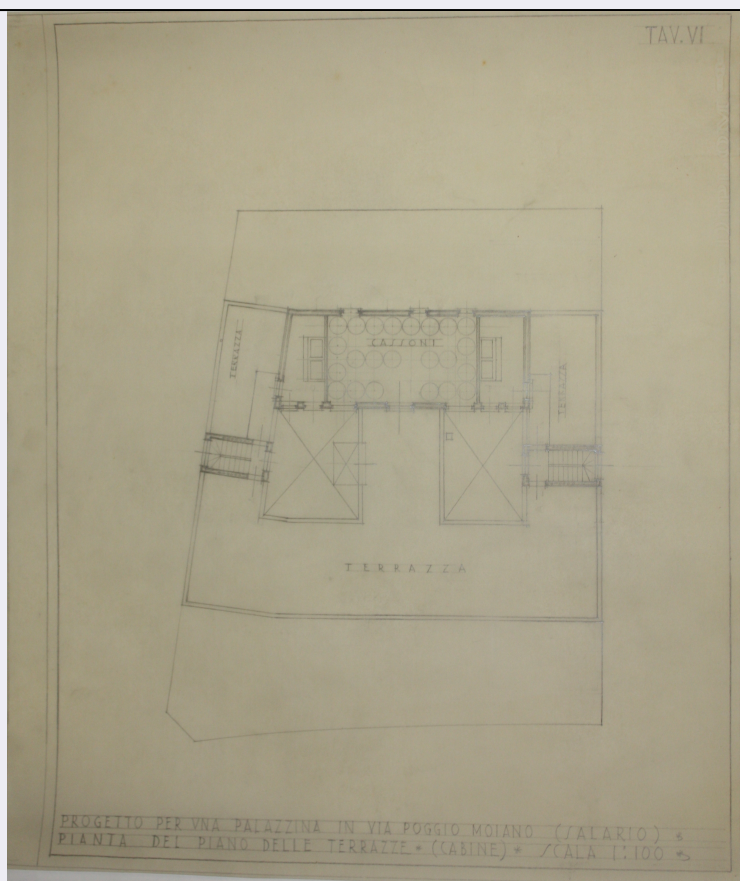 TAV. VI
CASSONI
TERRAZZA
TERRAZZA
TERRAZZA
PROGETTO PER VNA PALAZZINA IN VIA POGGIO MOIANO (SALARIO)
PIANTA DEL PIANO DELLE TERRAZZE * (CABINE) * SCALA 1:100